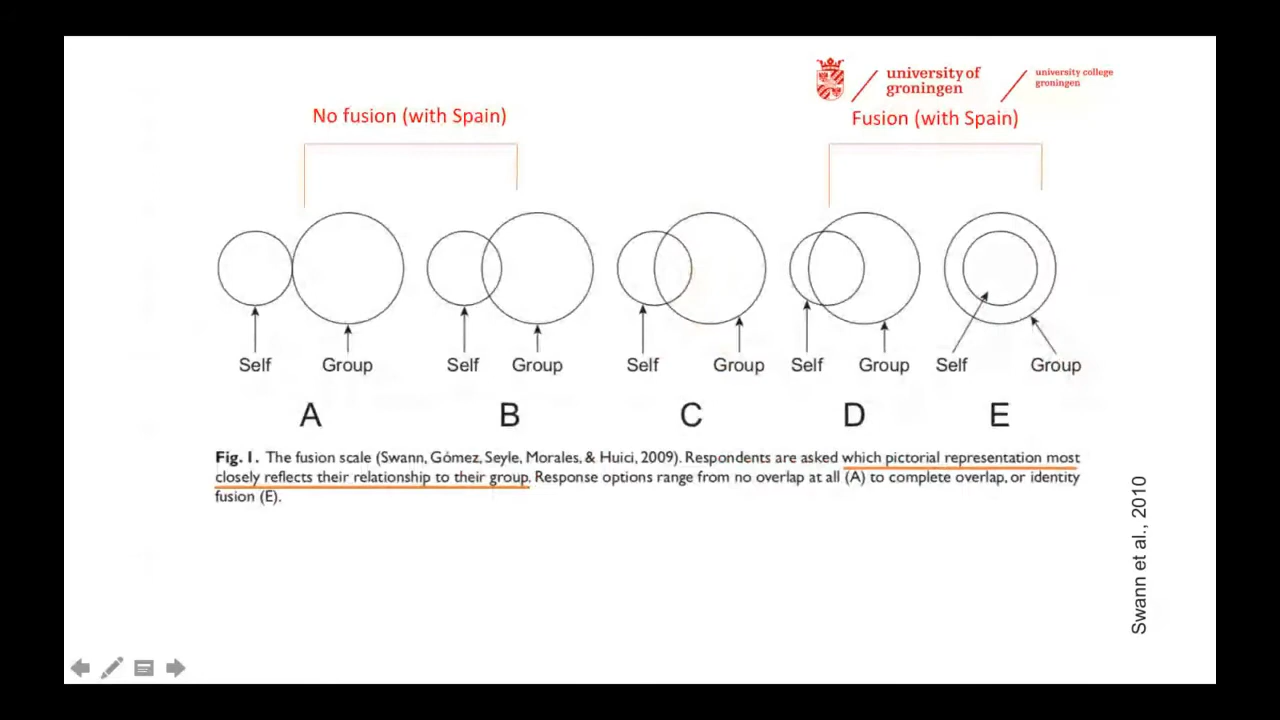 university of
groningen
university college
groningen
No fusion (with Spain)
Fusion (with Spain)
Self
Group
Self
Group
Self
Group
Self
Group
Self
Group
A
B
C
D
E
Fig. 1. The fusion scale (Swann, Gómez, Seyle, Morales, & Huici, 2009). Respondents are asked which pictorial representation most
closely reflects their relationship to their group. Response options range from no overlap at all (A) to complete overlap, or identity
fusion (E).
Swann et al., 2010